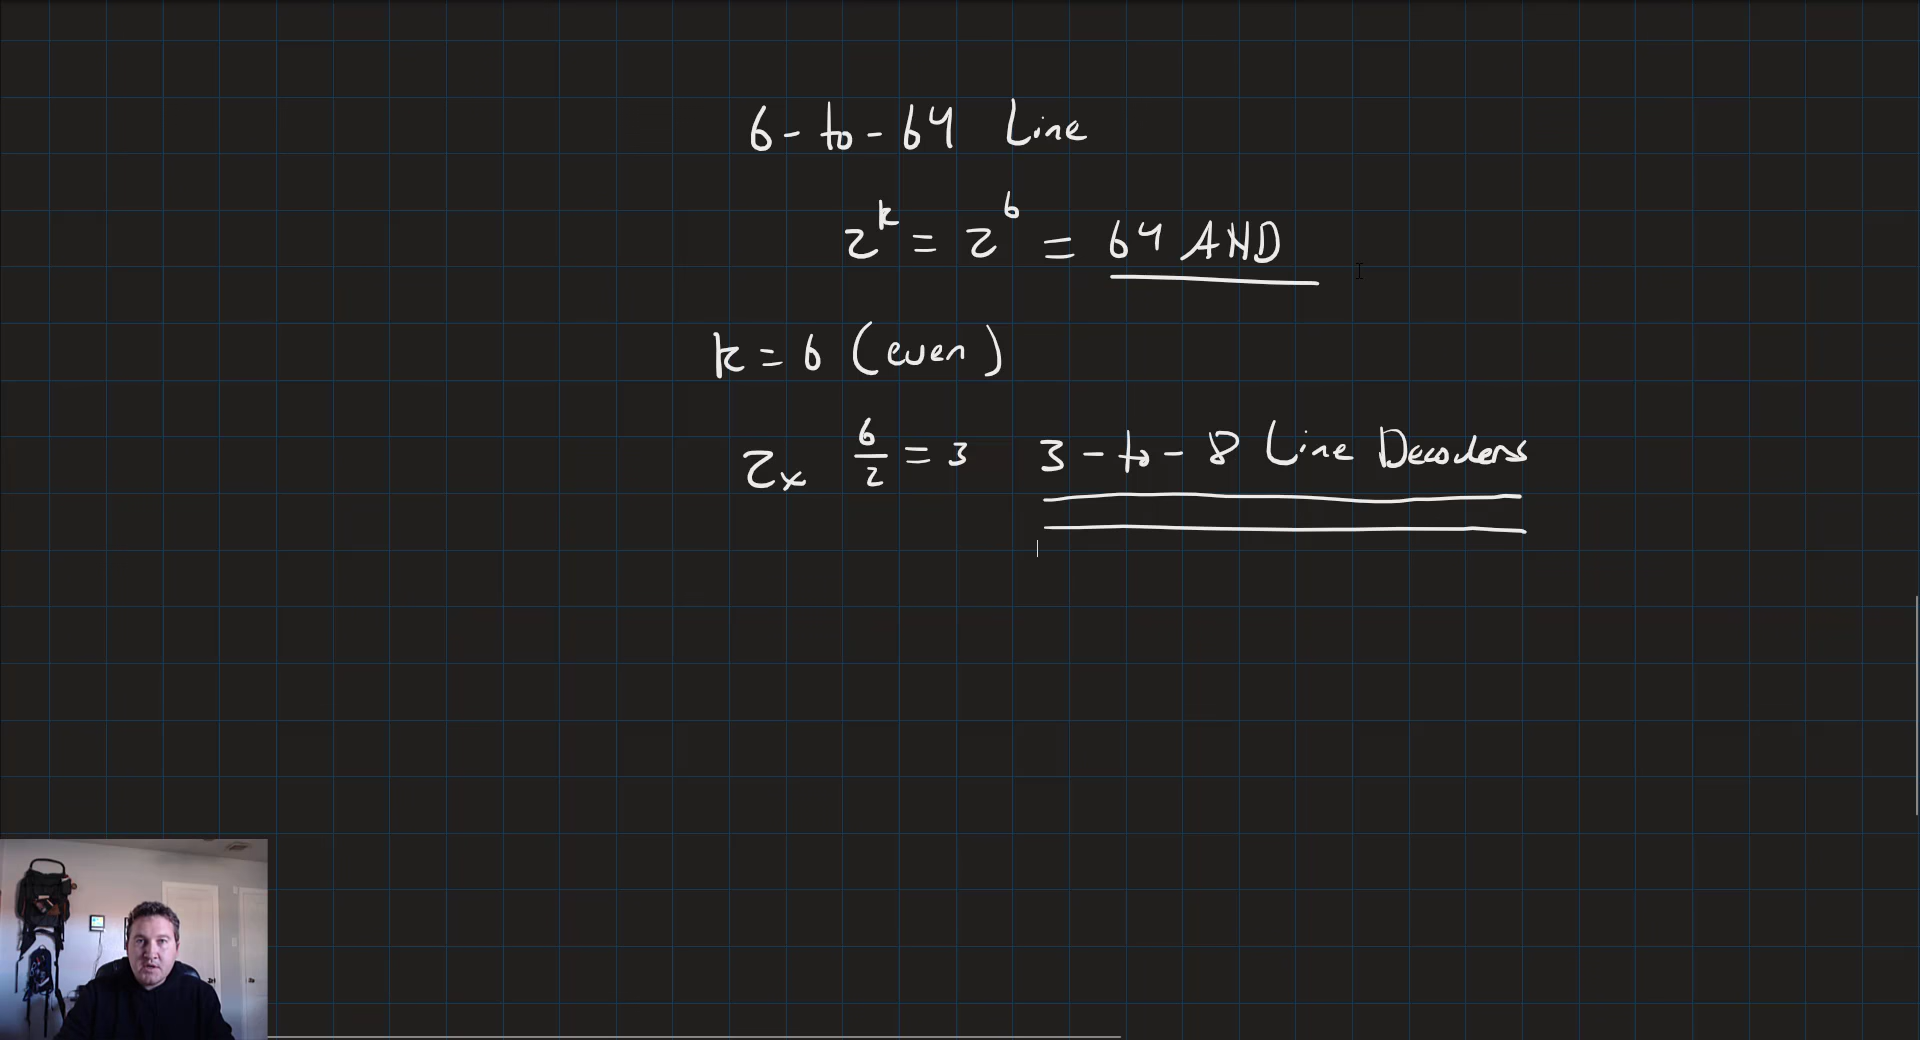 6-to-64 Line
2^k = 2^6 = 64 AND
k = 6 (even)
2x 6/2 = 3 3-to-8 Line Decoders